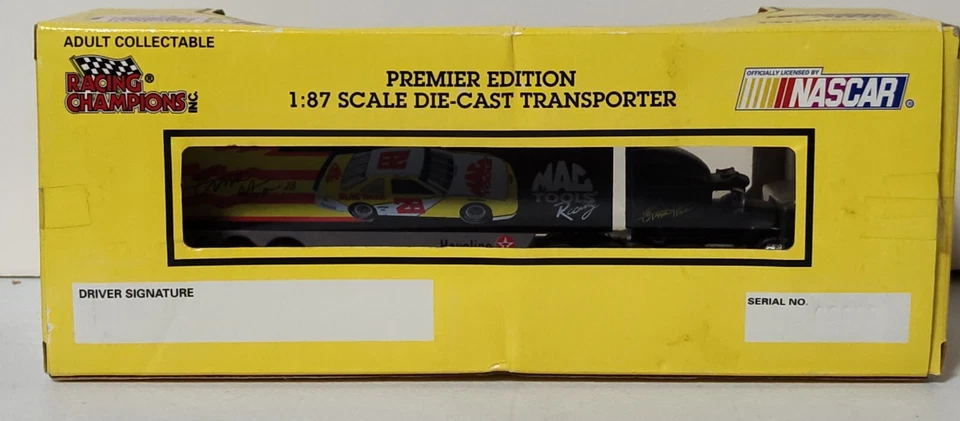 ADULT COLLECTABLE
RACING
CHAMPIONS INC.
PREMIER EDITION
1:87 SCALE DIE-CAST TRANSPORTER
OFFICIALLY LICENSED BY
NASCAR
MAC
TOOLS
Racing
Havoline
DRIVER SIGNATURE
SERIAL NO.